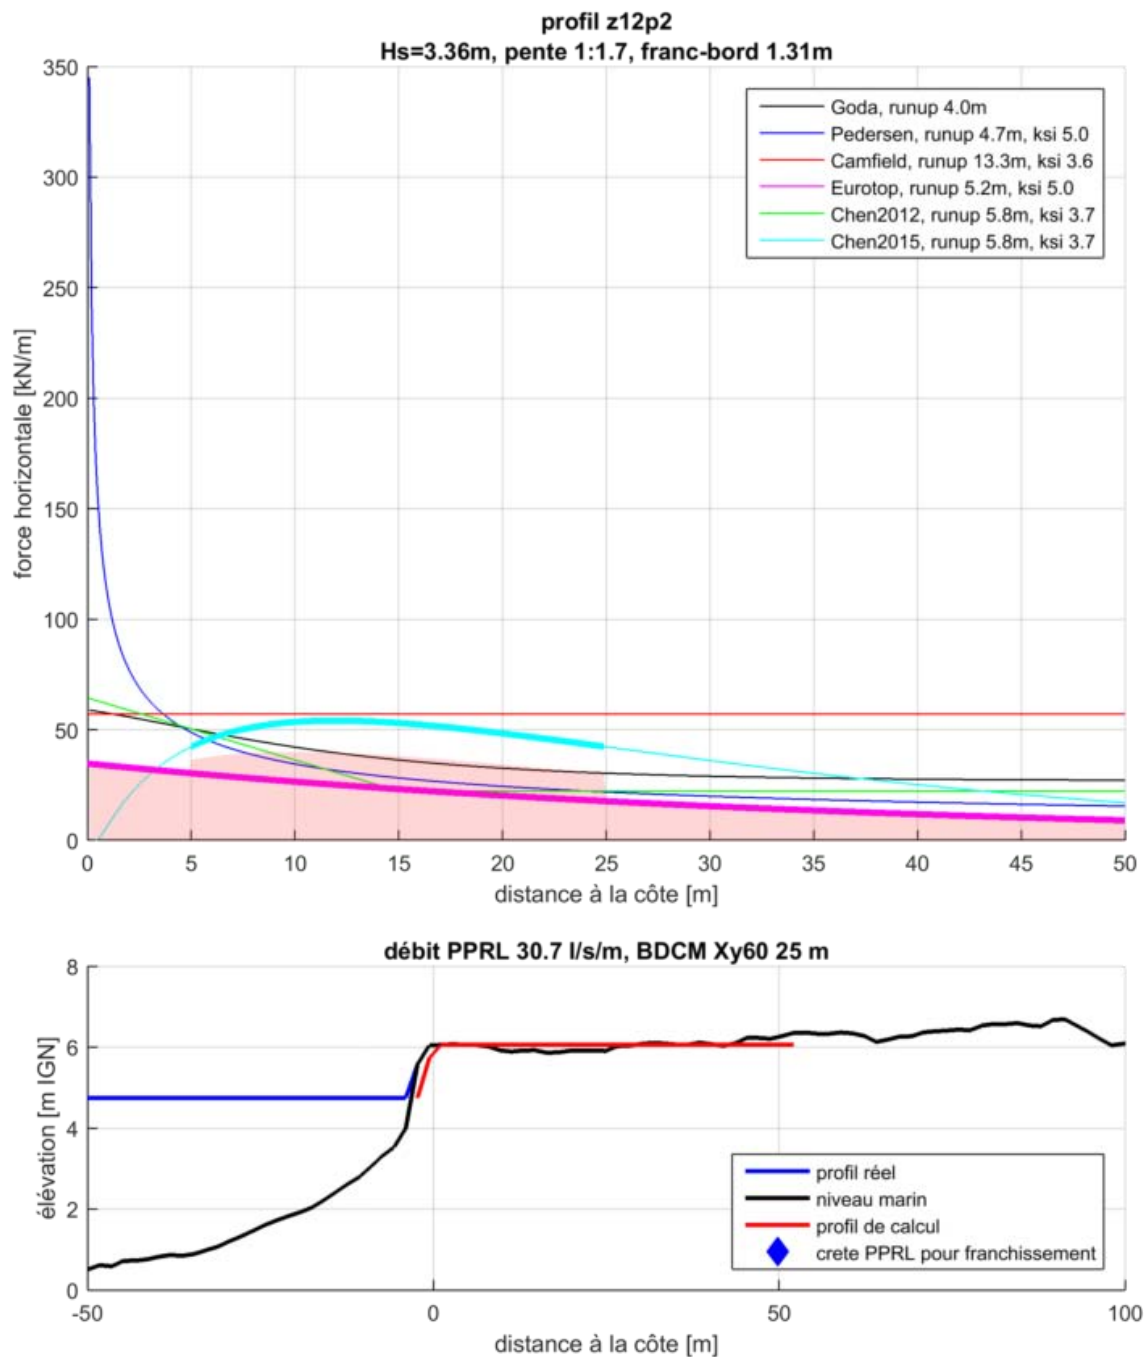 profil z12p2
Hs=3.36m, pente 1:1.7, franc-bord 1.31m
350
300
250
200
150
100
50
0
force horizontale [kN/m]
Goda, runup 4.0m
Pedersen, runup 4.7m, ksi 5.0
Camfield, runup 13.3m, ksi 3.6
Eurotop, runup 5.2m, ksi 5.0
Chen2012, runup 5.8m, ksi 3.7
Chen2015, runup 5.8m, ksi 3.7
0 5 10 15 20 25 30 35 40 45 50
distance à la côte [m]
débit PPRL 30.7 l/s/m, BDCM Xy60 25 m
8
6
4
2
0
élévation [m IGN]
profil réel
niveau marin
profil de calcul
crete PPRL pour franchissement
-50 0 50 100
distance à la côte [m]